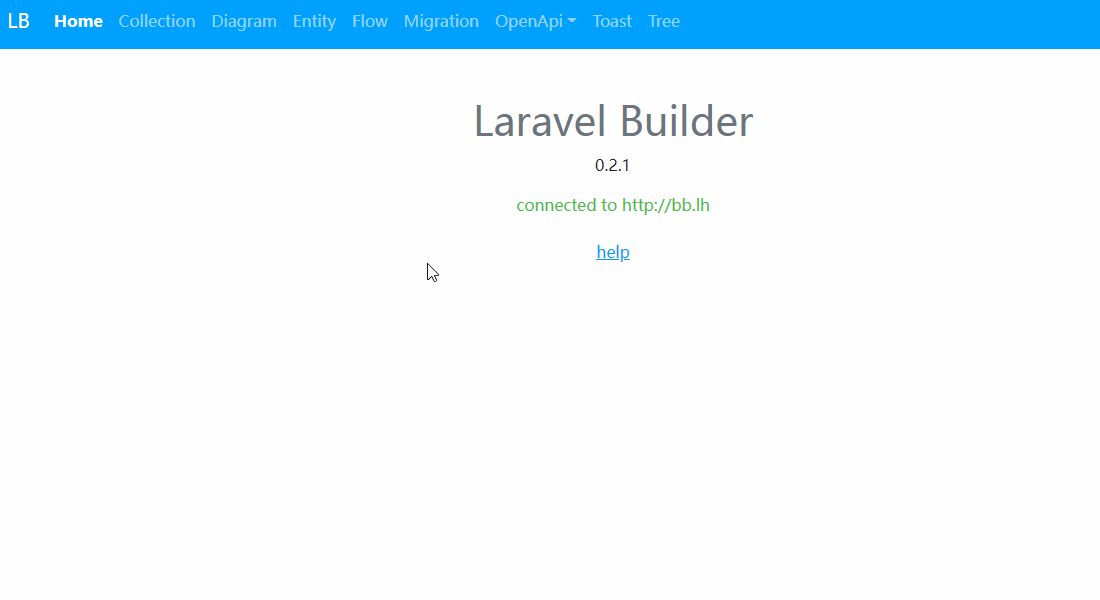 LB Home Collection Diagram Entity Flow Migration OpenApi Toast Tree
Laravel Builder
0.2.1
connected to http://bb.lh
help